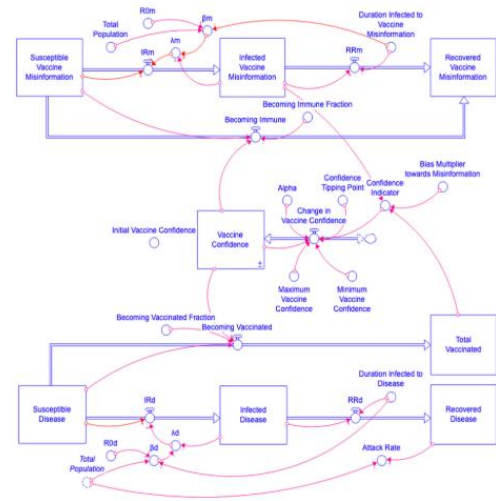 R0m
βm
Total
Population
Duration Infected to
Vaccine
Misinformation
λm
IRm
RRm
Susceptible
Vaccine
Misinformation
Infected
Vaccine
Misinformation
Recovered
Vaccine
Misinformation
Becoming Immune Fraction
Becoming Immune
Bias Multiplier
towards Misinformation
Confidence
Tipping Point
Confidence
Indicator
Alpha
Change in
Vaccine Confidence
Initial Vaccine Confidence
Vaccine
Confidence
±
Maximum
Vaccine
Confidence
Minimum
Vaccine
Confidence
Becoming Vaccinated Fraction
Becoming Vaccinated
Total
Vaccinated
Duration Infected to
Disease
IRd
RRd
Susceptible
Disease
Infected
Disease
Recovered
Disease
λd
R0d
βd
Attack Rate
Total
Population